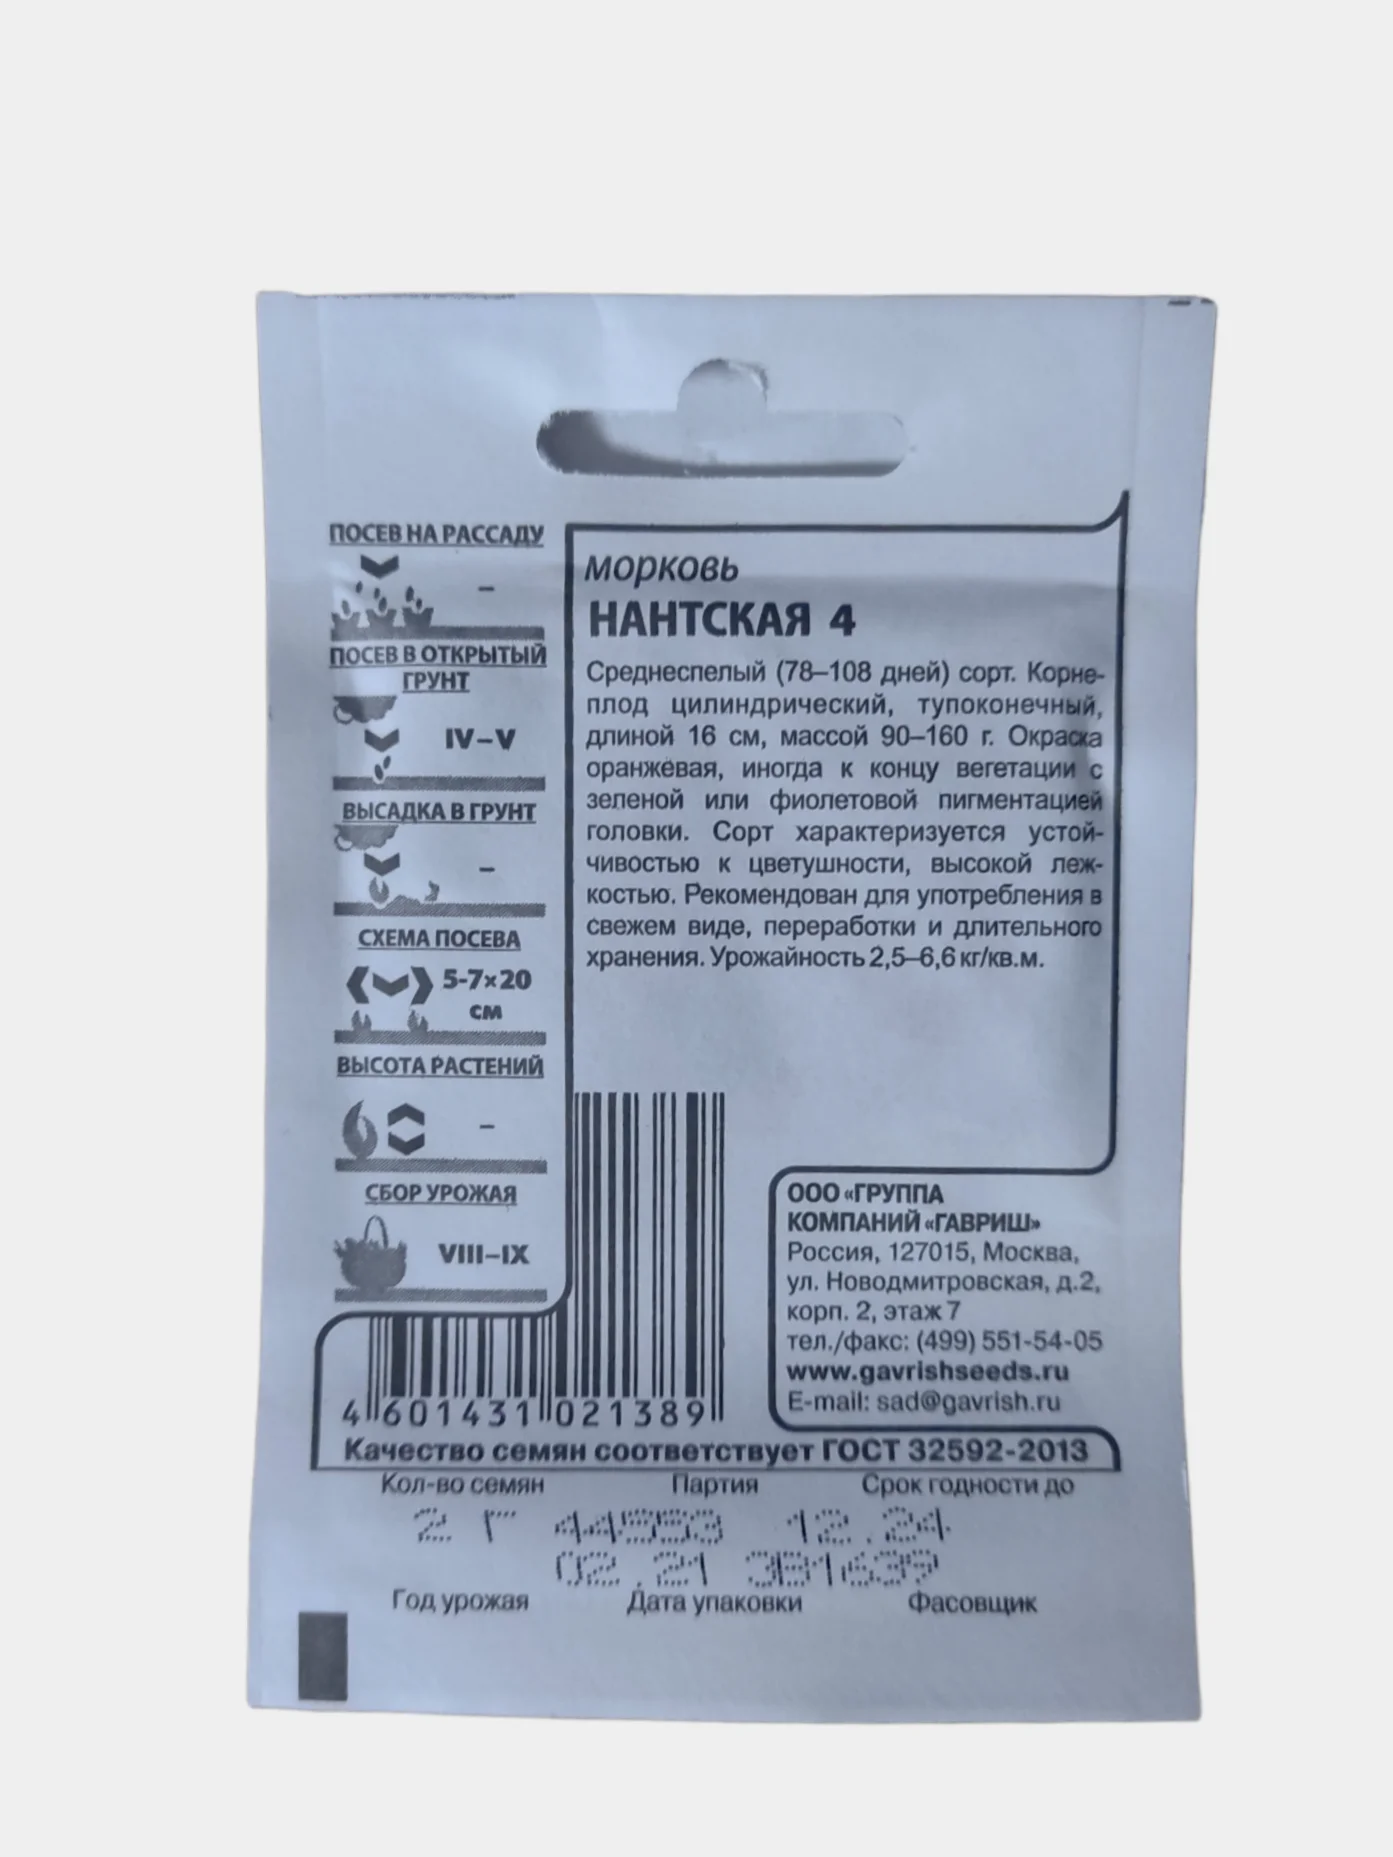 ПОСЕВ НА РАССАДУ
–
ПОСЕВ В ОТКРЫТЫЙ
ГРУНТ
IV–V
ВЫСАДКА В ГРУНТ
–
СХЕМА ПОСЕВА
5-7×20
см
ВЫСОТА РАСТЕНИЙ
–
СБОР УРОЖАЯ
VIII–IX
морковь
НАНТСКАЯ 4
Среднеспелый (78–108 дней) сорт. Корне-
плод цилиндрический, тупоконечный,
длиной 16 см, массой 90–160 г. Окраска
оранжевая, иногда к концу вегетации с
зеленой или фиолетовой пигментацией
головки. Сорт характеризуется устой-
чивостью к цветушности, высокой леж-
костью. Рекомендован для употребления в
свежем виде, переработки и длительного
хранения. Урожайность 2,5–6,6 кг/кв.м.
ООО «ГРУППА
КОМПАНИЙ «ГАВРИШ»
Россия, 127015, Москва,
ул. Новодмитровская, д.2,
корп. 2, этаж 7
тел./факс: (499) 551-54-05
www.gavrishseeds.ru
E-mail: sad@gavrish.ru
4 601431 021389
Качество семян соответствует ГОСТ 32592-2013
Кол-во семян Партия Срок годности до
2 Г 44553 12.24
02.21 3В1639
Год урожая Дата упаковки Фасовщик